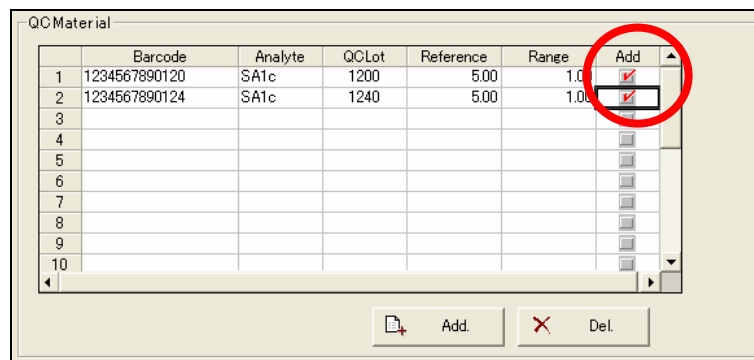 QCMaterial
Barcode Analyte QCLot Reference Range Add
1 1234567890120 SA1c 1200 5.00 1.00
2 1234567890124 SA1c 1240 5.00 1.00
3
4
5
6
7
8
9
10
Add. Del.